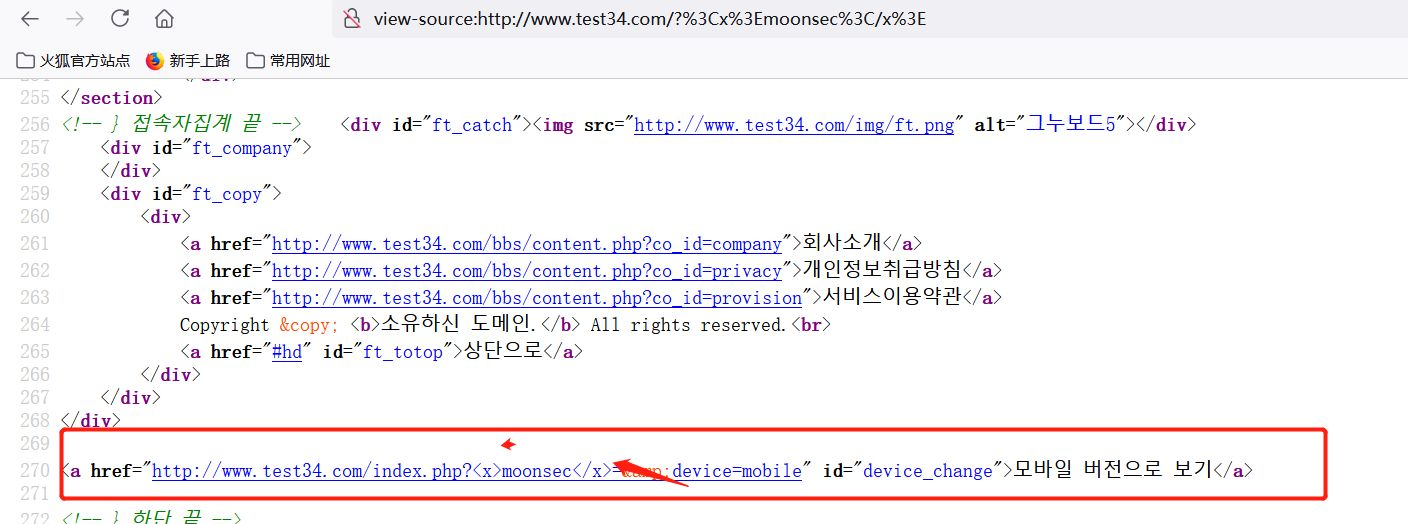 view-source:http://www.test34.com/?%3Cx%3Emoonsec%3C/x%3E
火狐官方站点 新手上路 常用网址
254 </div>
255 </section>
256 <!-- } 접속자집계 끝 --> <div id="ft_catch"><img src="http://www.test34.com/img/ft.png" alt="그누보드5"></div>
257 <div id="ft_company">
258 </div>
259 <div id="ft_copy">
260 <div>
261 <a href="http://www.test34.com/bbs/content.php?co_id=company">회사소개</a>
262 <a href="http://www.test34.com/bbs/content.php?co_id=privacy">개인정보취급방침</a>
263 <a href="http://www.test34.com/bbs/content.php?co_id=provision">서비스이용약관</a>
264 Copyright &copy; <b>소유하신 도메인.</b> All rights reserved.<br>
265 <a href="#hd" id="ft_totop">상단으로</a>
266 </div>
267 </div>
268 </div>
269
270 <a href="http://www.test34.com/index.php?<x>moonsec</x>=&amp;device=mobile" id="device_change">모바일 버전으로 보기</a>
271
272 <!-- } 하단 끝 -->